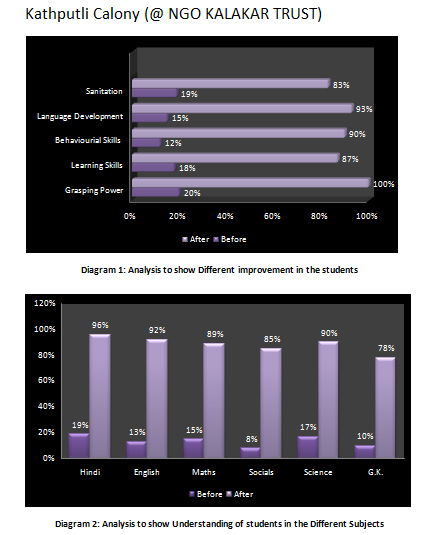 Kathputli Calony (@ NGO KALAKAR TRUST)
Sanitation
83%
19%
Language Development
93%
15%
Behaviourial Skills
90%
12%
Learning Skills
87%
18%
Grasping Power
100%
20%
0% 20% 40% 60% 80% 100%
After Before
Diagram 1: Analysis to show Different improvement in the students
120%
100%
80%
60%
40%
20%
0%
19% 96% 13% 92% 15% 89% 8% 85% 17% 90% 10% 78%
Hindi English Maths Socials Science G.K.
Before After
Diagram 2: Analysis to show Understanding of students in the Different Subjects